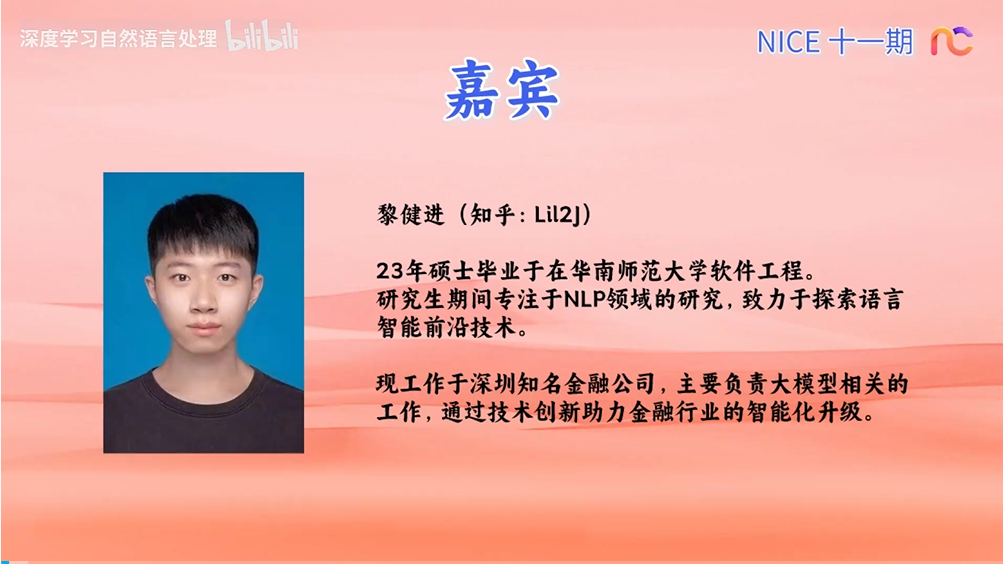 深度学习自然语言处理 bilibili
NICE 十一期
嘉宾
黎健进（知乎：Lil2J）
23年硕士毕业于在华南师范大学软件工程。
研究生期间专注于NLP领域的研究，致力于探索语言
智能前沿技术。
现工作于深圳知名金融公司，主要负责大模型相关的
工作，通过技术创新助力金融行业的智能化升级。